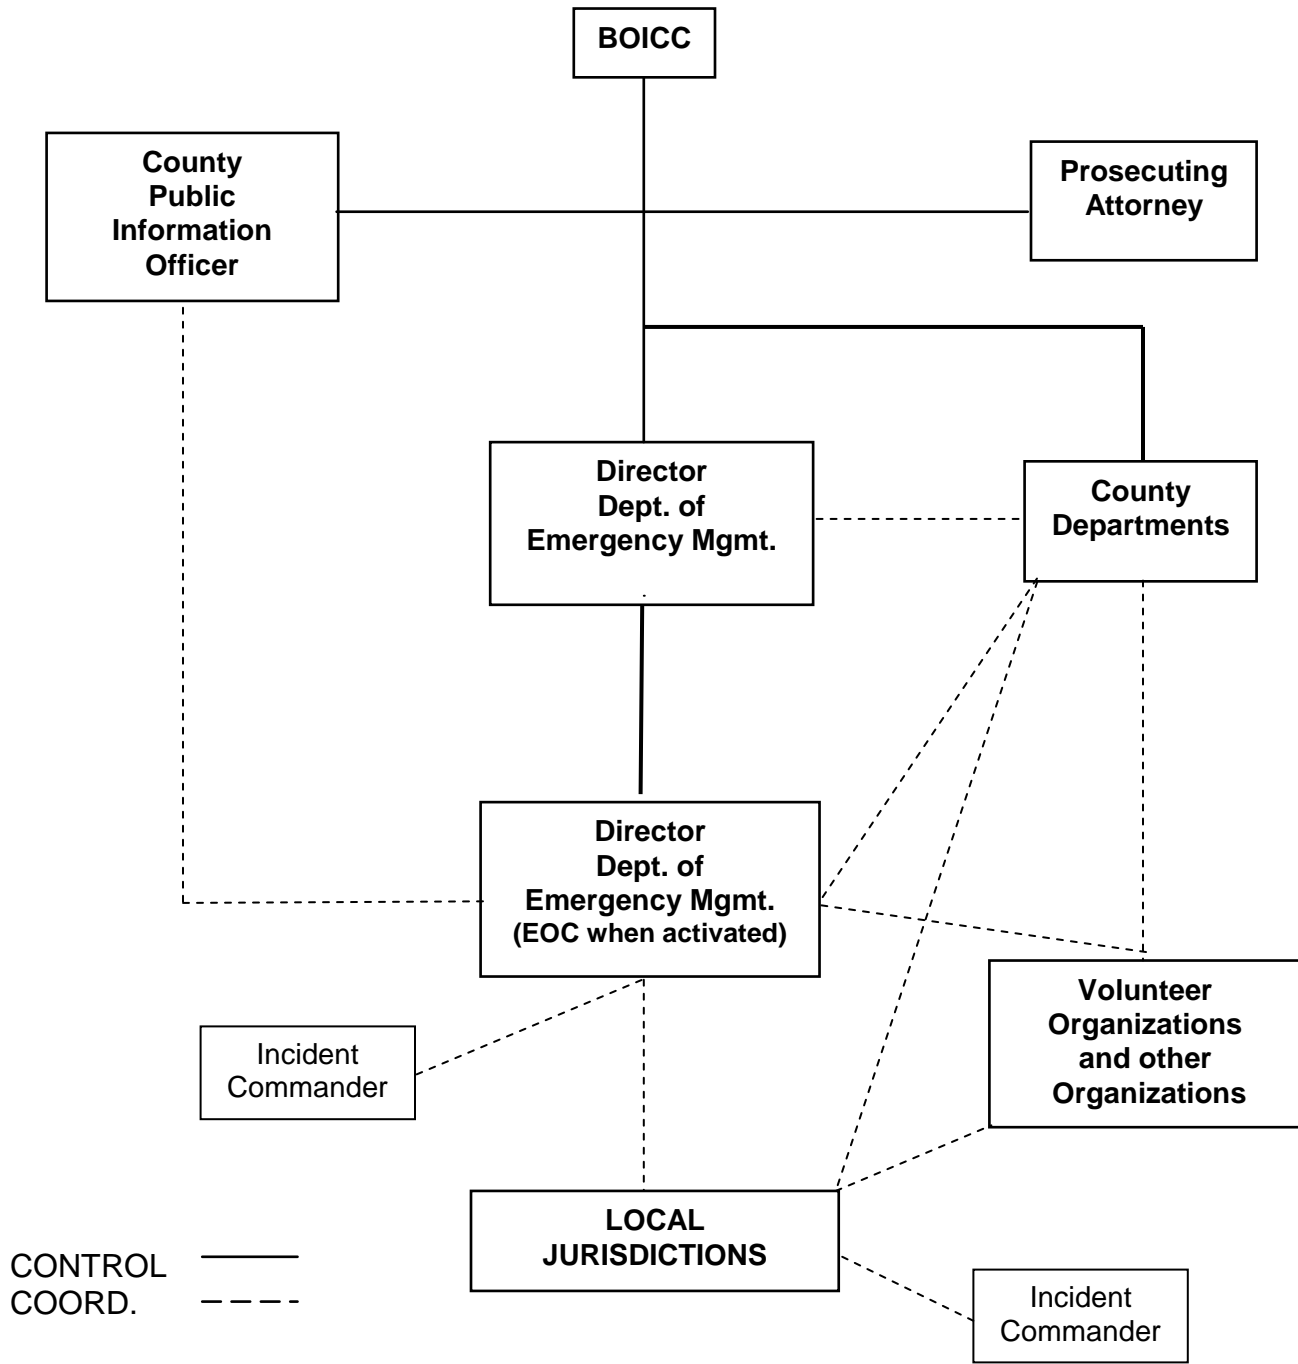 BOICC
County
Public
Information
Officer
Prosecuting
Attorney
Director
Dept. of
Emergency Mgmt.
County
Departments
Director
Dept. of
Emergency Mgmt.
(EOC when activated)
Volunteer
Organizations
and other
Organizations
Incident
Commander
LOCAL
JURISDICTIONS
CONTROL
COORD.
Incident
Commander